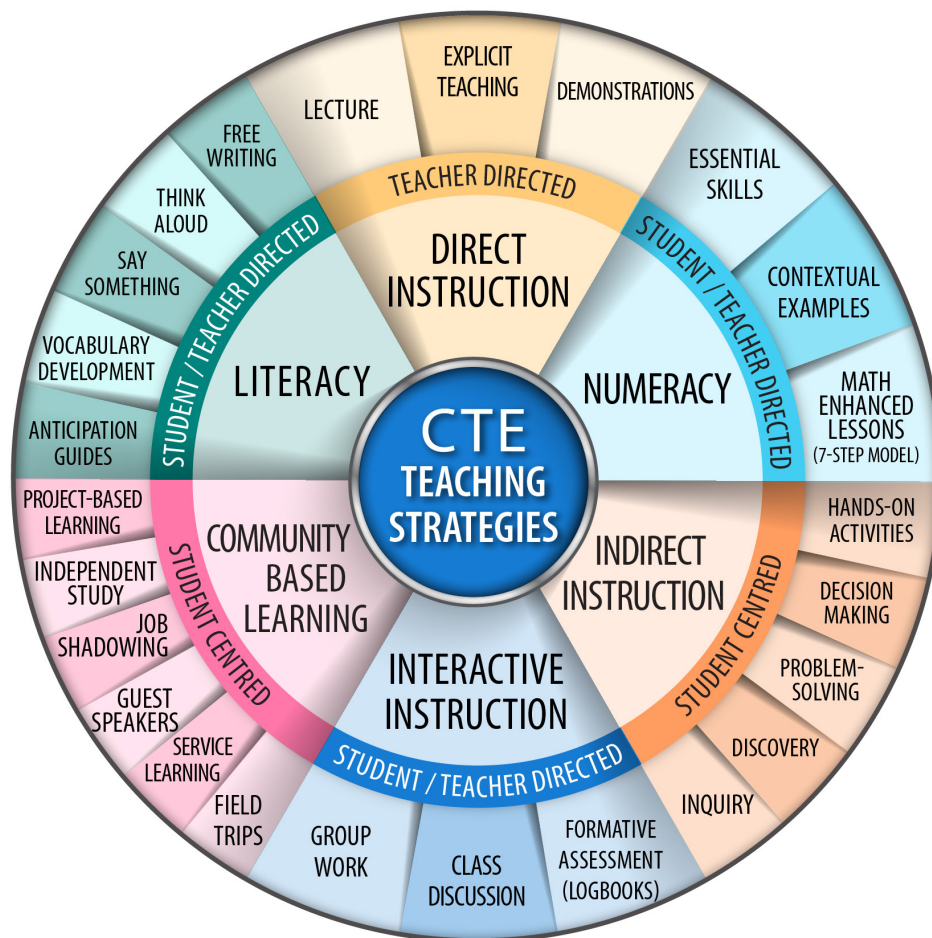 CTE
TEACHING
STRATEGIES
TEACHER DIRECTED
DIRECT
INSTRUCTION
LECTURE
EXPLICIT
TEACHING
DEMONSTRATIONS
STUDENT / TEACHER DIRECTED
NUMERACY
ESSENTIAL
SKILLS
CONTEXTUAL
EXAMPLES
MATH
ENHANCED
LESSONS
(7-STEP MODEL)
STUDENT CENTRED
INDIRECT
INSTRUCTION
HANDS-ON
ACTIVITIES
DECISION
MAKING
PROBLEM-
SOLVING
DISCOVERY
INQUIRY
STUDENT / TEACHER DIRECTED
INTERACTIVE
INSTRUCTION
FORMATIVE
ASSESSMENT
(LOGBOOKS)
CLASS
DISCUSSION
GROUP
WORK
STUDENT CENTRED
COMMUNITY
BASED
LEARNING
FIELD
TRIPS
SERVICE
LEARNING
GUEST
SPEAKERS
JOB
SHADOWING
INDEPENDENT
STUDY
PROJECT-BASED
LEARNING
STUDENT / TEACHER DIRECTED
LITERACY
ANTICIPATION
GUIDES
VOCABULARY
DEVELOPMENT
SAY
SOMETHING
THINK
ALOUD
FREE
WRITING